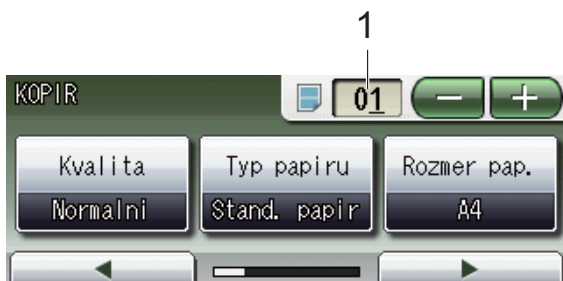 1
KOPIR 01 - +
Kvalita Typ papiru Rozmer pap.
Normalni Stand. papir A4